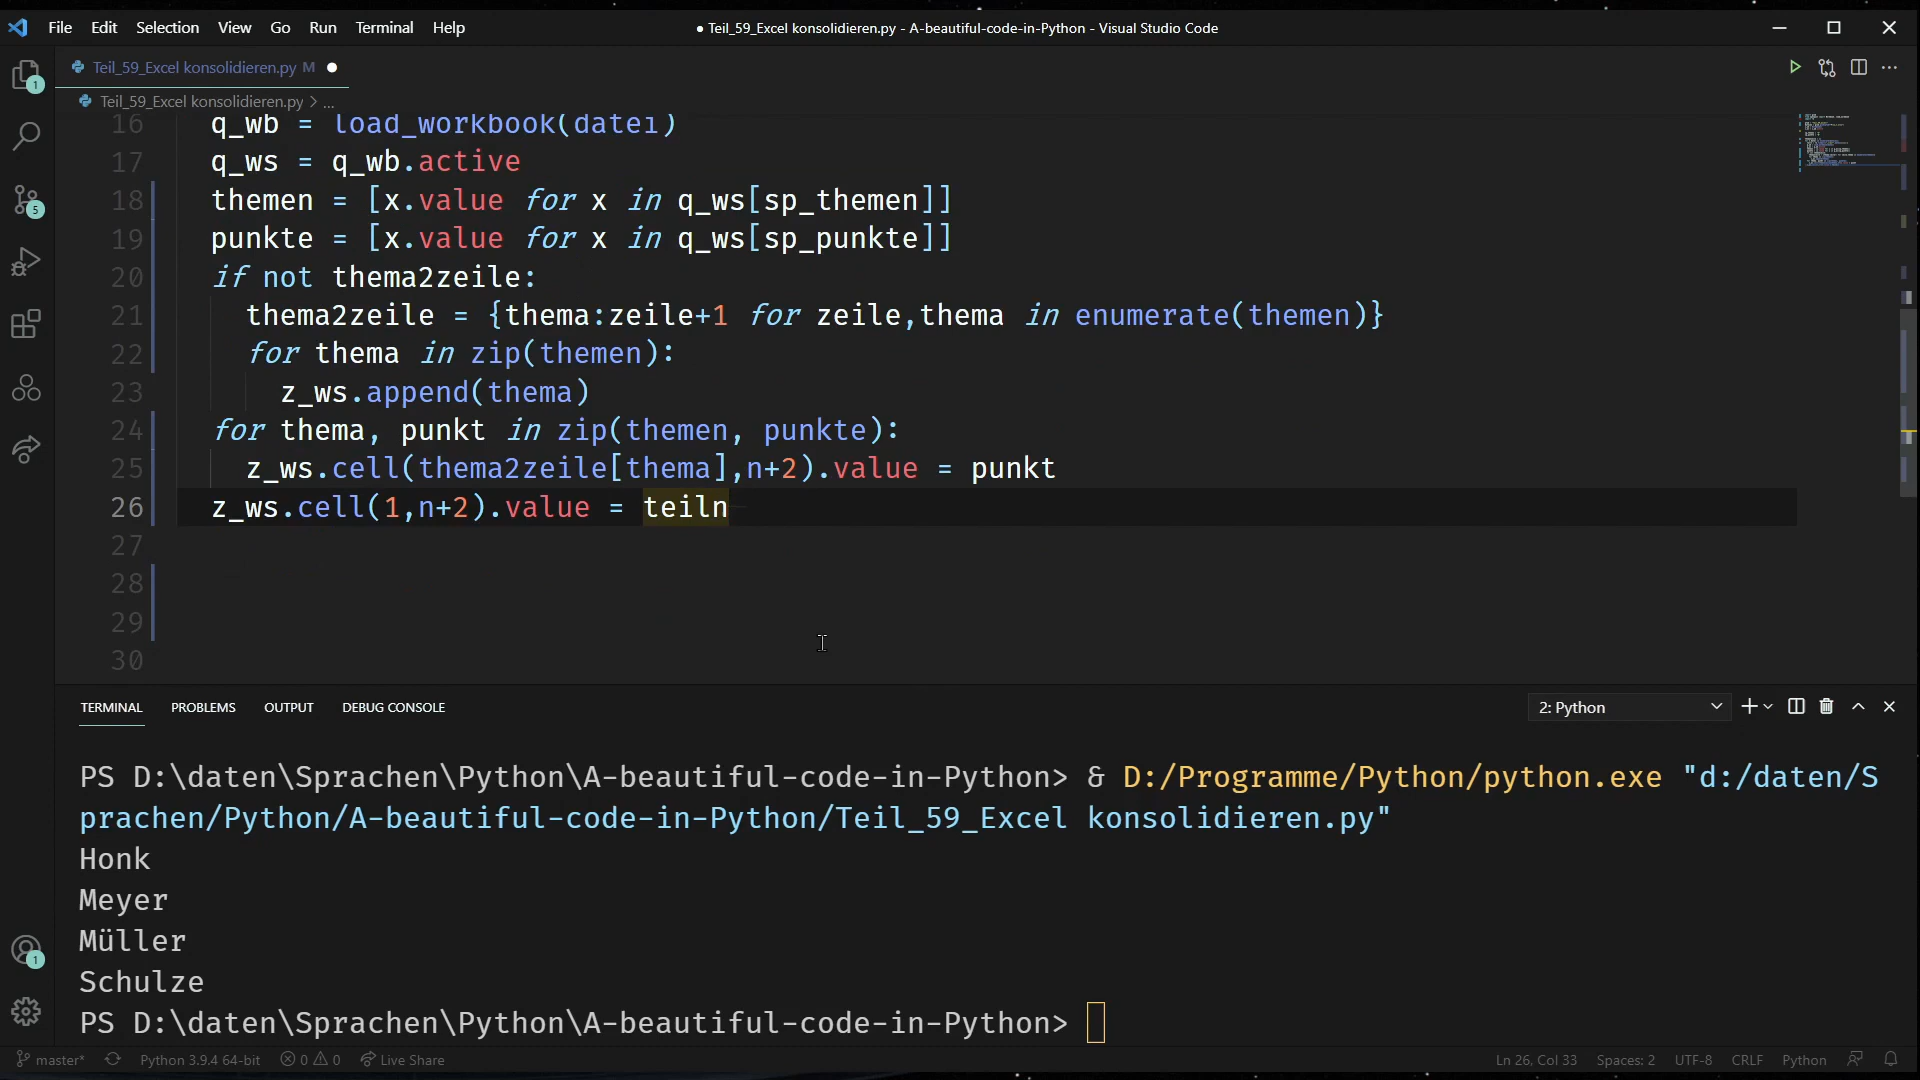 File Edit Selection View Go Run Terminal Help
● Teil_59_Excel konsolidieren.py - A-beautiful-code-in-Python - Visual Studio Code
Teil_59_Excel konsolidieren.py M ●
Teil_59_Excel konsolidieren.py > ...
1
5
1
16 q_wb = load_workbook(datei)
17 q_ws = q_wb.active
18 themen = [x.value for x in q_ws[sp_themen]]
19 punkte = [x.value for x in q_ws[sp_punkte]]
20 if not thema2zeile:
21 thema2zeile = {thema:zeile+1 for zeile,thema in enumerate(themen)}
22 for thema in zip(themen):
23 z_ws.append(thema)
24 for thema, punkt in zip(themen, punkte):
25 z_ws.cell(thema2zeile[thema],n+2).value = punkt
26 z_ws.cell(1,n+2).value = teiln
27
28
29
30
TERMINAL PROBLEMS OUTPUT DEBUG CONSOLE 2: Python
PS D:\daten\Sprachen\Python\A-beautiful-code-in-Python> & D:/Programme/Python/python.exe "d:/daten/S
prachen/Python/A-beautiful-code-in-Python/Teil_59_Excel konsolidieren.py"
Honk
Meyer
Müller
Schulze
PS D:\daten\Sprachen\Python\A-beautiful-code-in-Python>
master* Python 3.9.4 64-bit 0 0 Live Share Ln 26, Col 33 Spaces: 2 UTF-8 CRLF Python